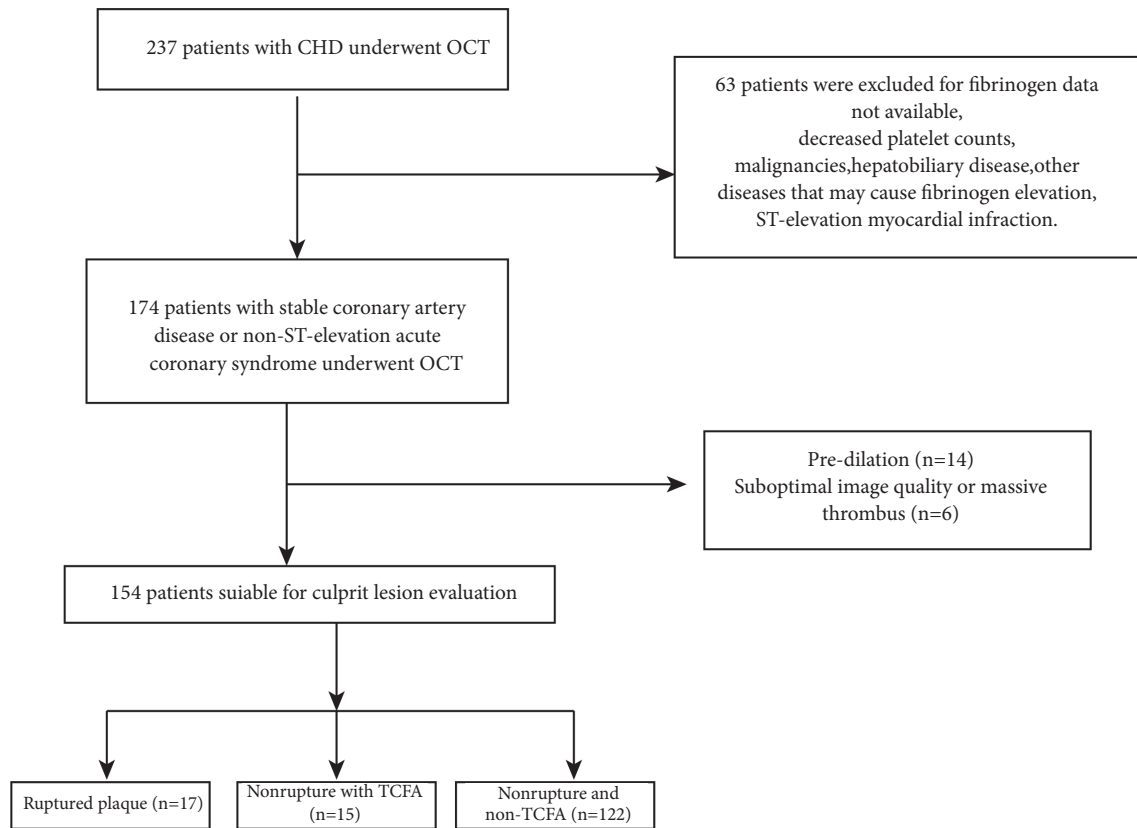 237 patients with CHD underwent OCT
63 patients were excluded for fibrinogen data
not available,
decreased platelet counts,
malignancies,hepatobiliary disease,other
diseases that may cause fibrinogen elevation,
ST-elevation myocardial infraction.
174 patients with stable coronary artery
disease or non-ST-elevation acute
coronary syndrome underwent OCT
Pre-dilation (n=14)
Suboptimal image quality or massive
thrombus (n=6)
154 patients suiable for culprit lesion evaluation
Ruptured plaque (n=17)
Nonrupture with TCFA
(n=15)
Nonrupture and
non-TCFA (n=122)